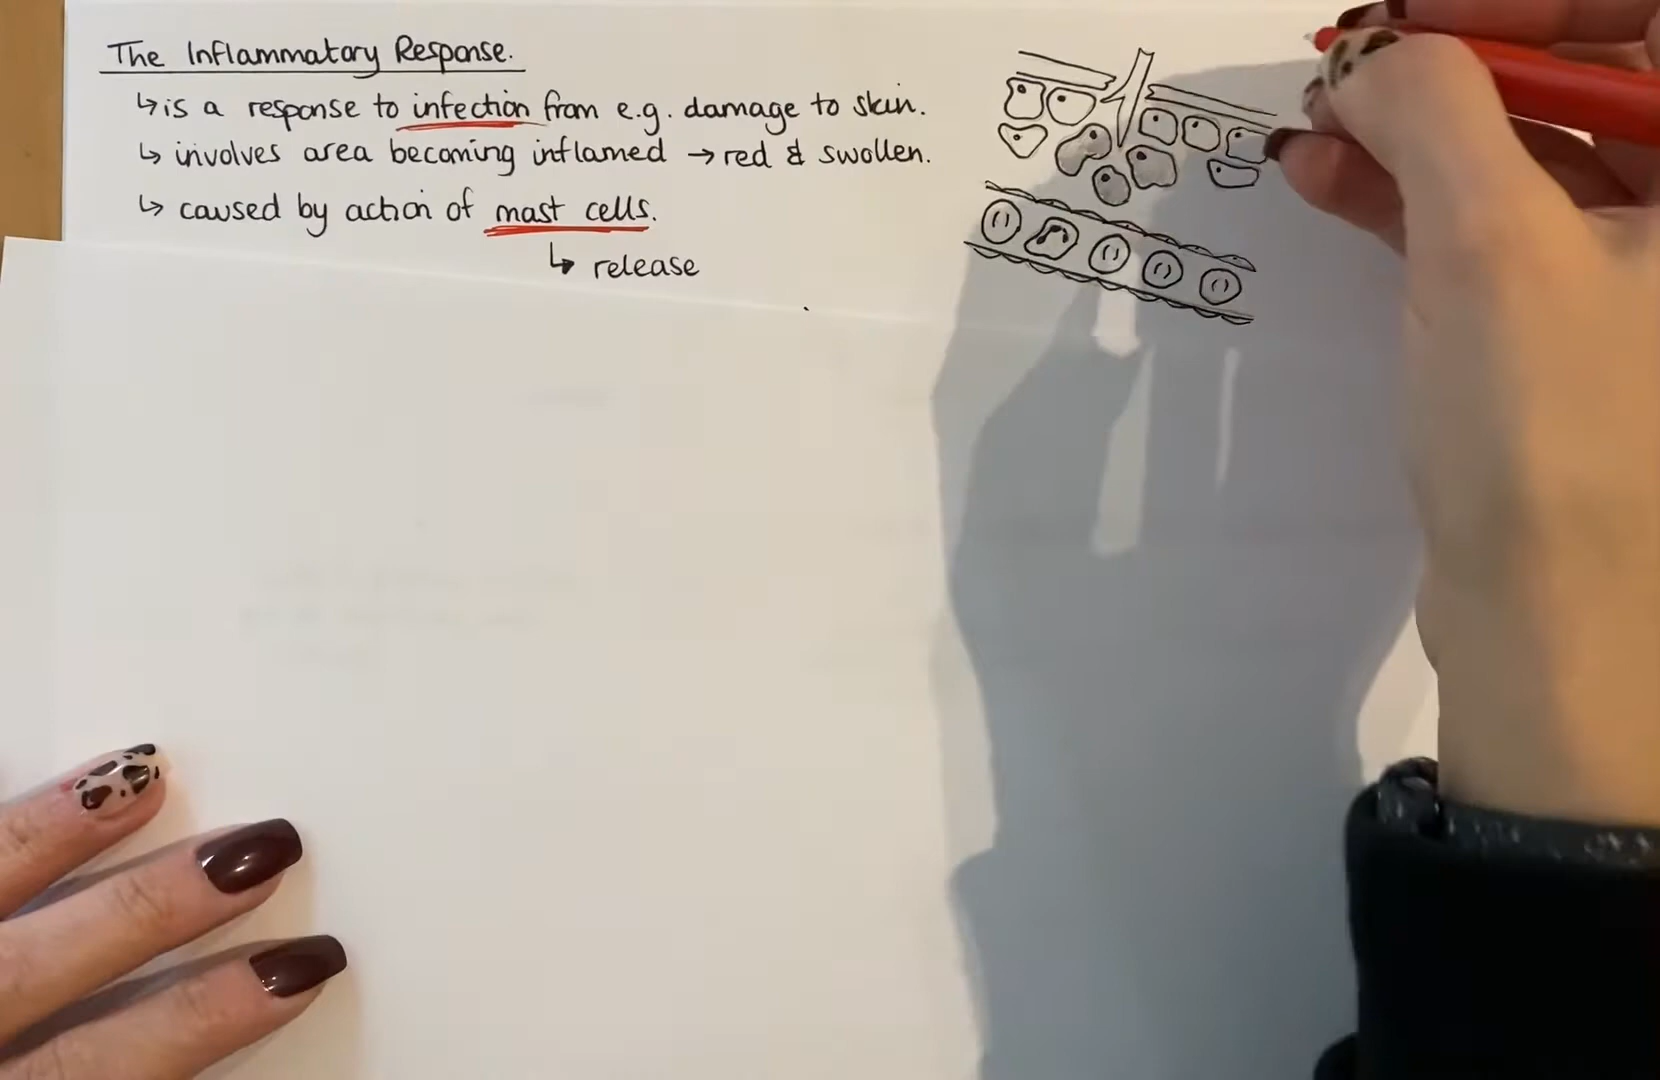 The Inflammatory Response.
↳ is a response to infection from e.g. damage to skin.
↳ involves area becoming inflamed → red & swollen.
↳ caused by action of mast cells.
↳ release